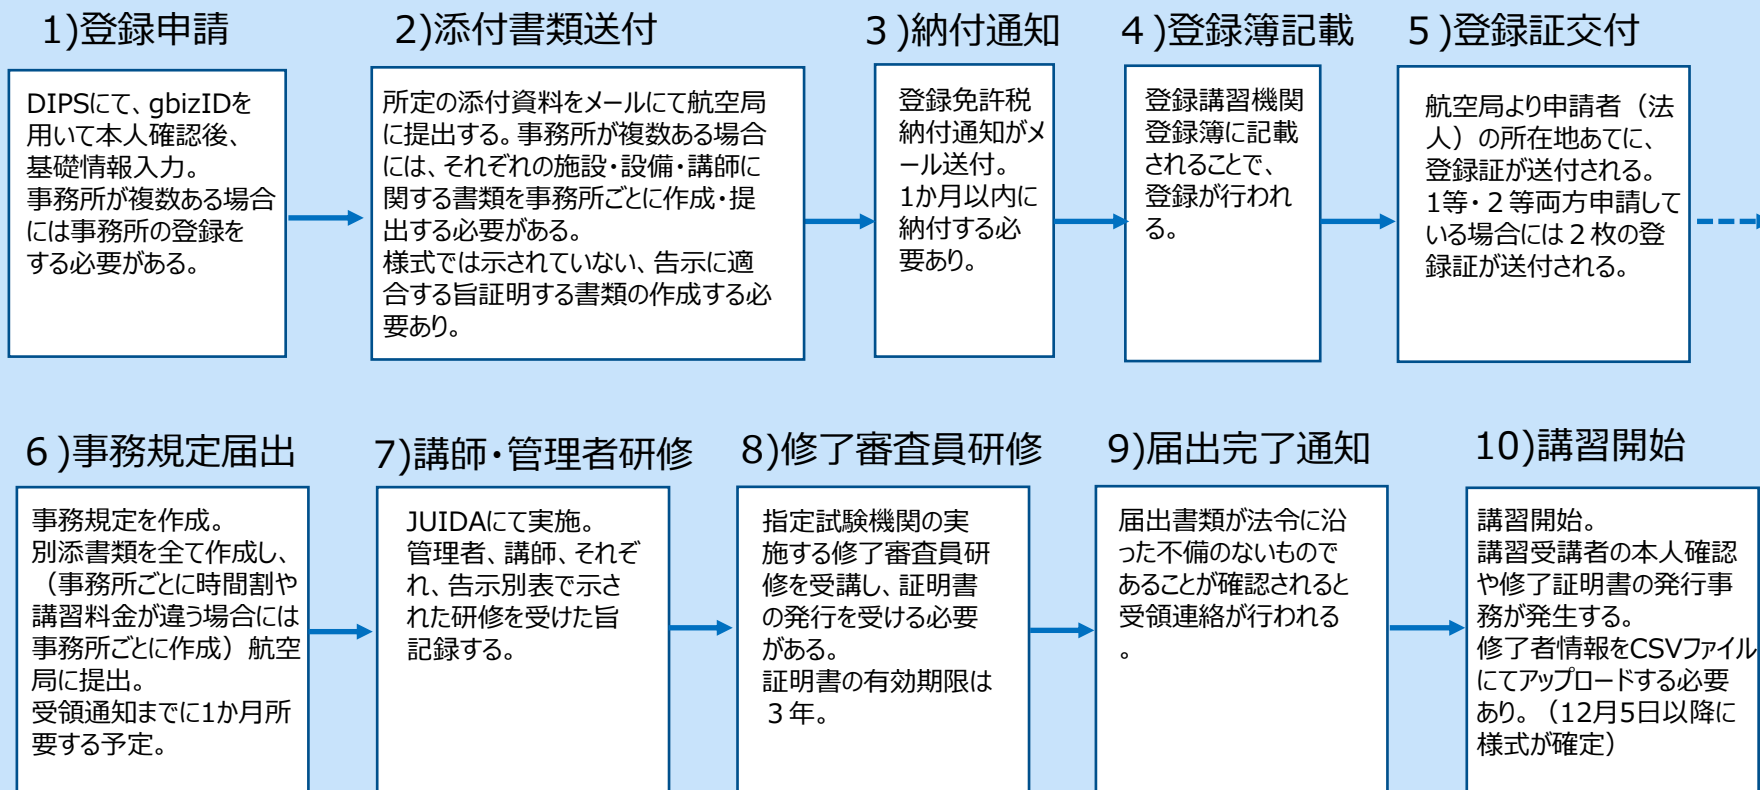 1)登録申請
DIPSにて、gbizIDを
用いて本人確認後、
基礎情報入力。
事務所が複数ある場合
には事務所の登録を
する必要がある。
2)添付書類送付
所定の添付資料をメールにて航空局
に提出する。事務所が複数ある場合
には、それぞれの施設・設備・講師に
関する書類を事務所ごとに作成・提
出する必要がある。
様式では示されていない、告示に適
合する旨証明する書類の作成する必
要あり。
3)納付通知
登録免許税
納付通知がメ
ール送付。
1か月以内に
納付する必
要あり。
4)登録簿記載
登録講習機関
登録簿に記載
されることで、
登録が行われ
る。
5)登録証交付
航空局より申請者（法
人）の所在地あてに、
登録証が送付される。
1等・２等両方申請して
いる場合には２枚の登
録証が送付される。
6)事務規定届出
事務規定を作成。
別添書類を全て作成し、
（事務所ごとに時間割や
講習料金が違う場合には
事務所ごとに作成）航空
局に提出。
受領通知までに1か月所
要する予定。
7)講師・管理者研修
JUIDAにて実施。
管理者、講師、それぞ
れ、告示別表で示さ
れた研修を受けた旨
記録する。
8)修了審査員研修
指定試験機関の実
施する修了審査員研
修を受講し、証明書
の発行を受ける必要
がある。
証明書の有効期限は
３年。
9)届出完了通知
届出書類が法令に沿
った不備のないもので
あることが確認されると
受領連絡が行われる
。
10)講習開始
講習開始。
講習受講者の本人確認
や修了証明書の発行事
務が発生する。
修了者情報をCSVファイル
にてアップロードする必要
あり。（12月5日以降に
様式が確定）